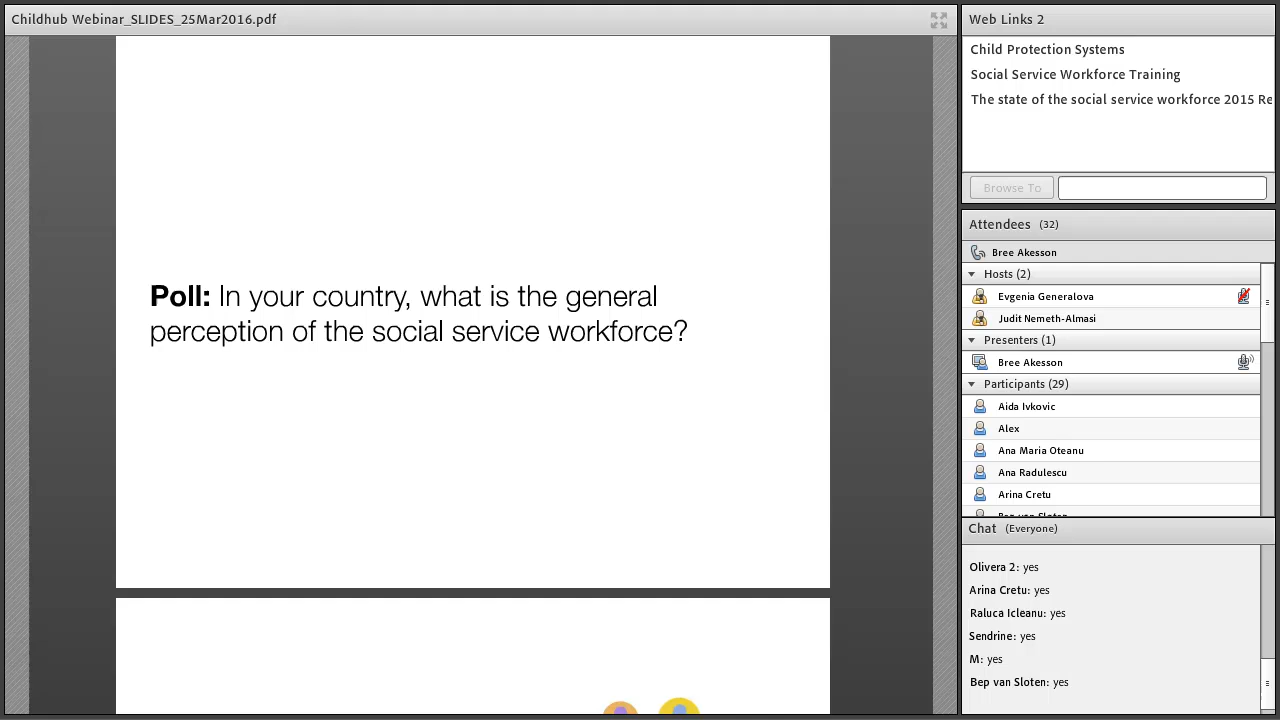 Childhub Webinar_SLIDES_25Mar2016.pdf
Poll: In your country, what is the general
perception of the social service workforce?
Web Links 2
Child Protection Systems
Social Service Workforce Training
The state of the social service workforce 2015 Re
Browse To
Attendees (32)
Bree Akesson
Hosts (2)
Evgenia Generalova
Judit Nemeth-Almasi
Presenters (1)
Bree Akesson
Participants (29)
Aida Ivkovic
Alex
Ana Maria Oteanu
Ana Radulescu
Arina Cretu
Bep van Sloten
Chat (Everyone)
Olivera 2: yes
Arina Cretu: yes
Raluca Icleanu: yes
Sendrine: yes
M: yes
Bep van Sloten: yes